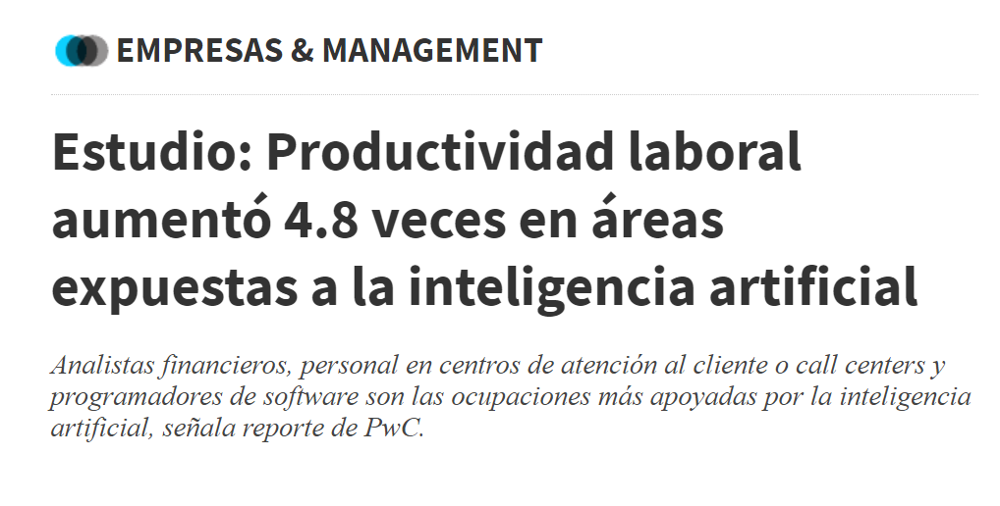 EMPRESAS & MANAGEMENT
Estudio: Productividad laboral
aumentó 4.8 veces en áreas
expuestas a la inteligencia artificial
Analistas financieros, personal en centros de atención al cliente o call centers y
programadores de software son las ocupaciones más apoyadas por la inteligencia
artificial, señala reporte de PwC.